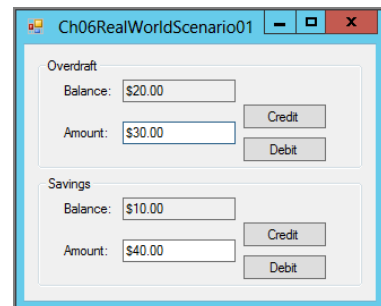 Ch06RealWorldScenario01
Overdraft
Balance: $20.00
Credit
Amount: $30.00
Debit
Savings
Balance: $10.00
Credit
Amount: $40.00
Debit